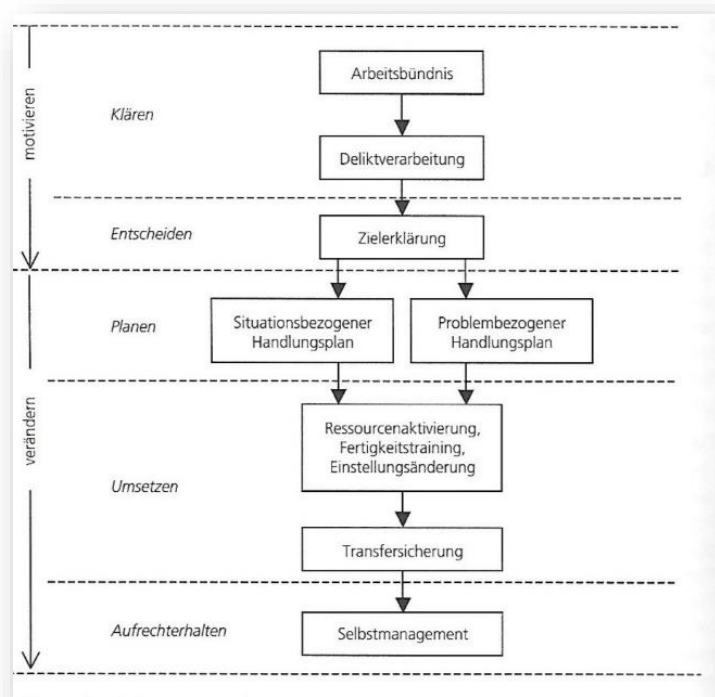 motivieren
Klären
Arbeitsbündnis
Deliktverarbeitung
Entscheiden
Zielerklärung
verändern
Planen
Situationsbezogener
Handlungsplan
Problembezogener
Handlungsplan
Umsetzen
Ressourcenaktivierung,
Fertigkeitstraining,
Einstellungsänderung
Transfersicherung
Aufrechterhalten
Selbstmanagement